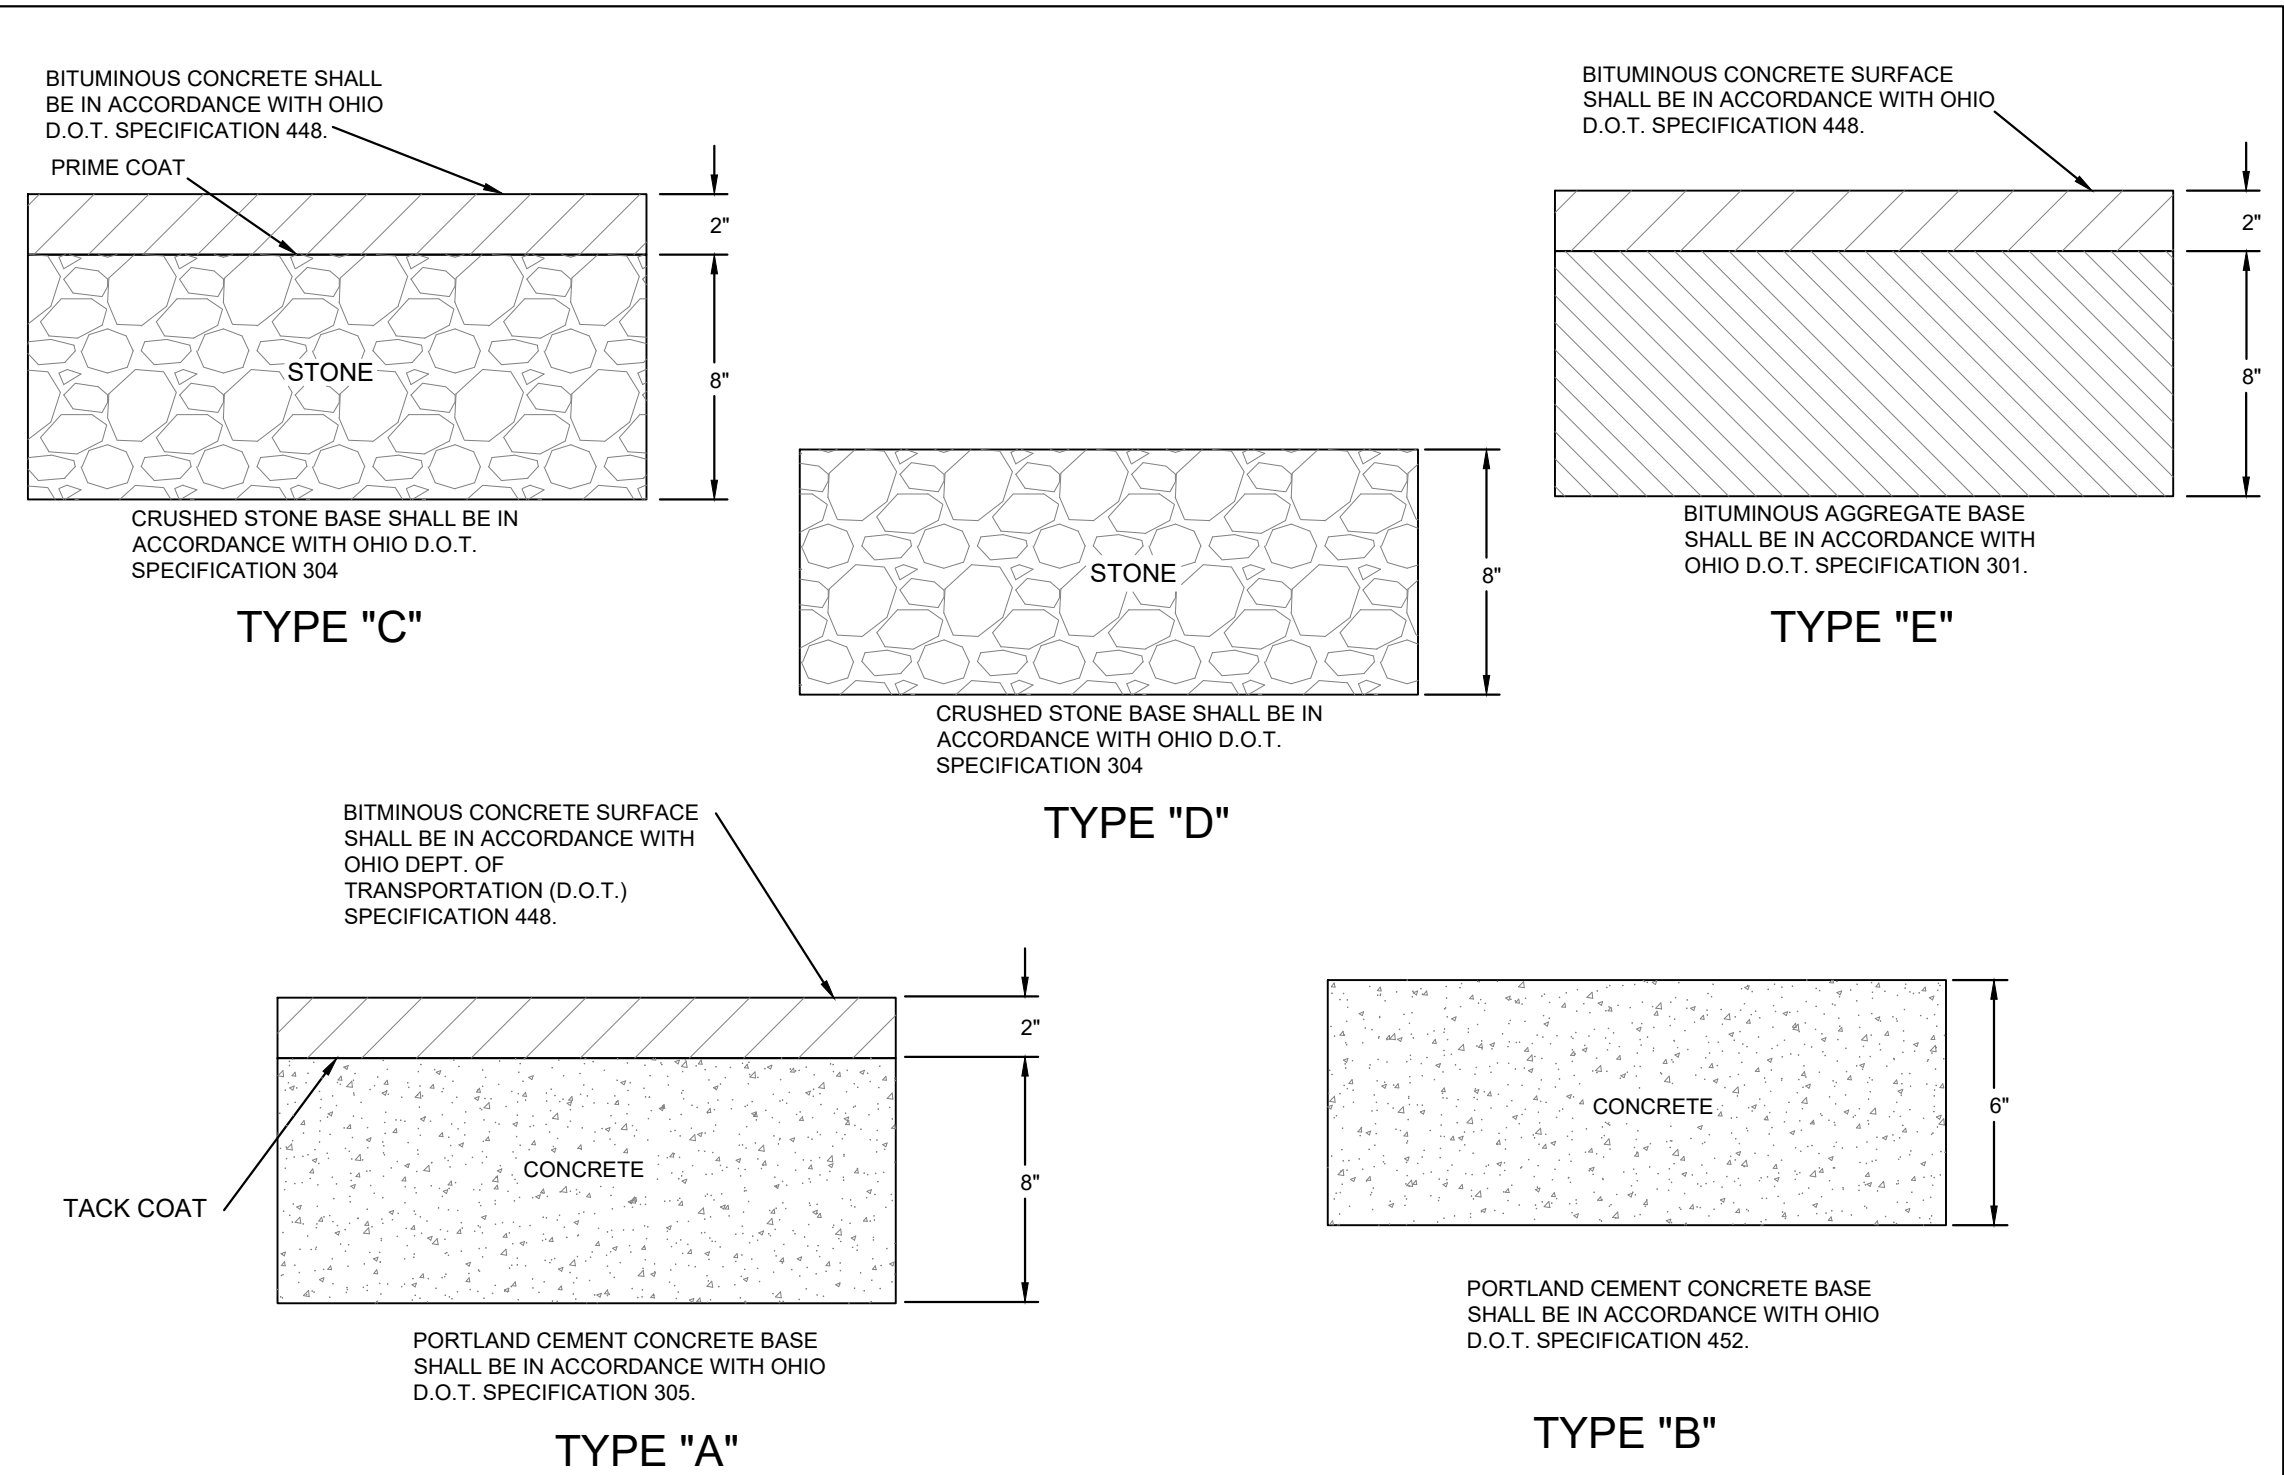 BITUMINOUS CONCRETE SHALL
BE IN ACCORDANCE WITH OHIO
D.O.T. SPECIFICATION 448.
PRIME COAT
2"
STONE
8"
CRUSHED STONE BASE SHALL BE IN
ACCORDANCE WITH OHIO D.O.T.
SPECIFICATION 304
TYPE "C"
BITUMINOUS CONCRETE SURFACE
SHALL BE IN ACCORDANCE WITH OHIO
D.O.T. SPECIFICATION 448.
2"
8"
BITUMINOUS AGGREGATE BASE
SHALL BE IN ACCORDANCE WITH
OHIO D.O.T. SPECIFICATION 301.
TYPE "E"
STONE
8"
CRUSHED STONE BASE SHALL BE IN
ACCORDANCE WITH OHIO D.O.T.
SPECIFICATION 304
TYPE "D"
BITMINOUS CONCRETE SURFACE
SHALL BE IN ACCORDANCE WITH
OHIO DEPT. OF
TRANSPORTATION (D.O.T.)
SPECIFICATION 448.
2"
CONCRETE
8"
TACK COAT
PORTLAND CEMENT CONCRETE BASE
SHALL BE IN ACCORDANCE WITH OHIO
D.O.T. SPECIFICATION 305.
TYPE "A"
CONCRETE
6"
PORTLAND CEMENT CONCRETE BASE
SHALL BE IN ACCORDANCE WITH OHIO
D.O.T. SPECIFICATION 452.
TYPE "B"